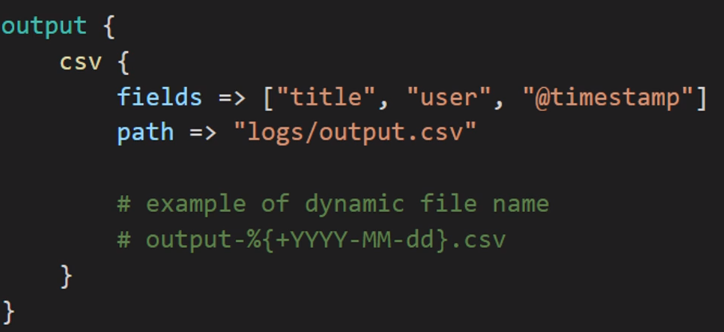 output {
    csv {
        fields => ["title", "user", "@timestamp"]
        path => "logs/output.csv"

        # example of dynamic file name
        # output-%{+YYYY-MM-dd}.csv
    }
}